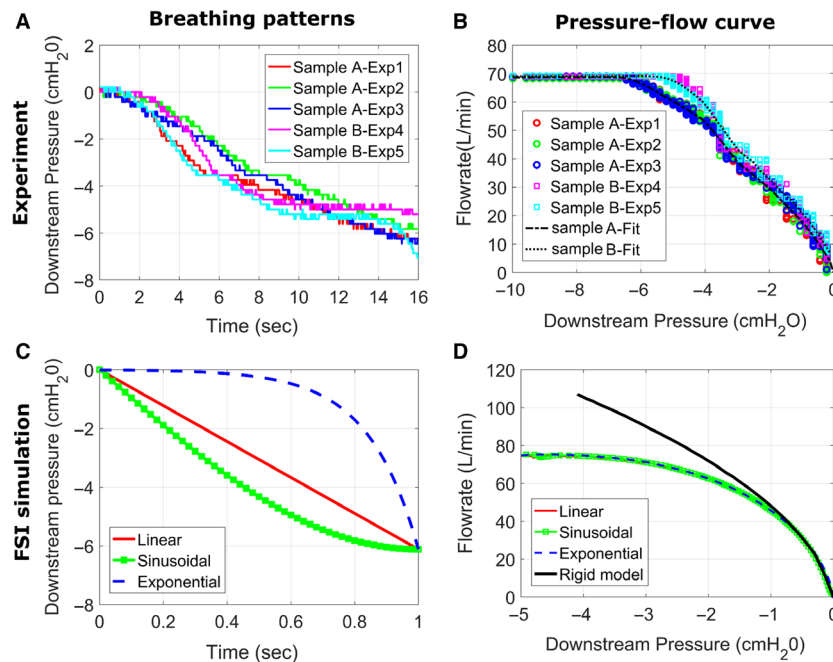 Breathing patterns
Pressure-flow curve
Experiment
A
Downstream Pressure (cmH₂0)
2
0
−2
−4
−6
−8
Sample A-Exp1
Sample A-Exp2
Sample A-Exp3
Sample B-Exp4
Sample B-Exp5
0 2 4 6 8 10 12 14 16
Time (sec)
B
Flowrate(L/min)
80
70
60
50
40
30
20
10
0
Sample A-Exp1
Sample A-Exp2
Sample A-Exp3
Sample B-Exp4
Sample B-Exp5
sample A-Fit
sample B-Fit
−10 −8 −6 −4 −2 0
Downstream Pressure (cmH₂O)
FSI simulation
C
Downstream pressure (cmH₂0)
0
−2
−4
−6
−8
Linear
Sinusoidal
Exponential
0 0.2 0.4 0.6 0.8 1
Time (sec)
D
Flowrate (L/min)
120
100
80
60
40
20
0
Linear
Sinusoidal
Exponential
Rigid model
−5 −4 −3 −2 −1 0
Downstream Pressure (cmH₂0)